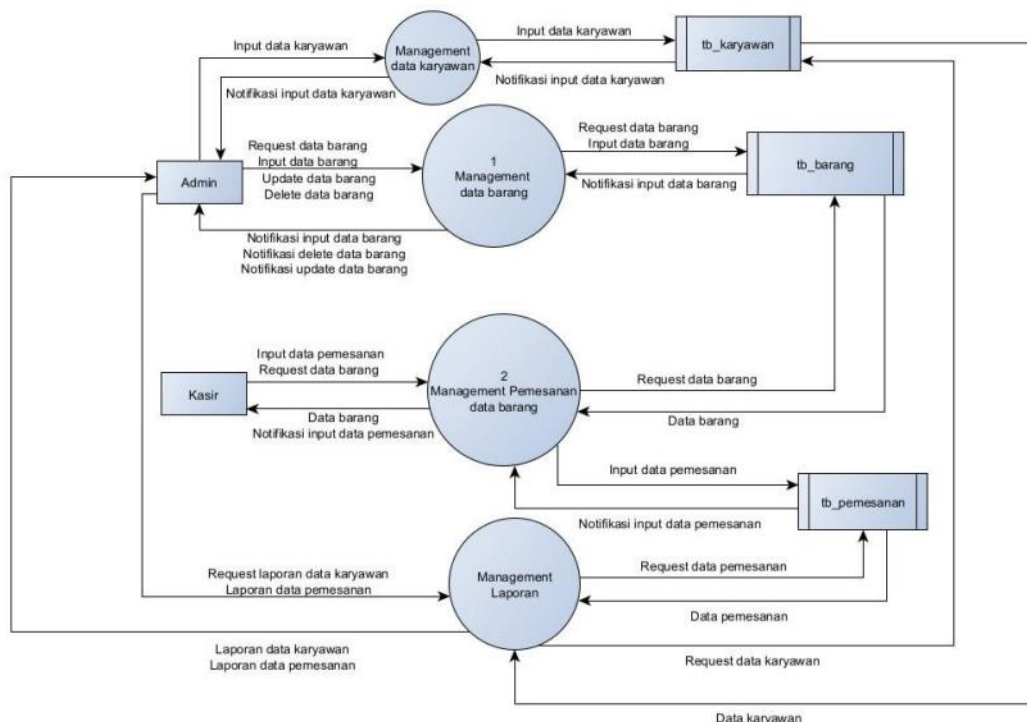 Input data karyawan
Management
data karyawan
Input data karyawan
tb_karyawan
Notifikasi input data karyawan
Notifikasi input data karyawan
Request data barang
Input data barang
Update data barang
Delete data barang
Admin
1
Management
data barang
Request data barang
Input data barang
tb_barang
Notifikasi input data barang
Notifikasi input data barang
Notifikasi delete data barang
Notifikasi update data barang
Input data pemesanan
Request data barang
Kasir
2
Management Pemesanan
data barang
Request data barang
Data barang
Data barang
Notifikasi input data pemesanan
Input data pemesanan
tb_pemesanan
Notifikasi input data pemesanan
Request laporan data karyawan
Laporan data pemesanan
Management
Laporan
Request data pemesanan
Data pemesanan
Laporan data karyawan
Laporan data pemesanan
Request data karyawan
Data karyawan